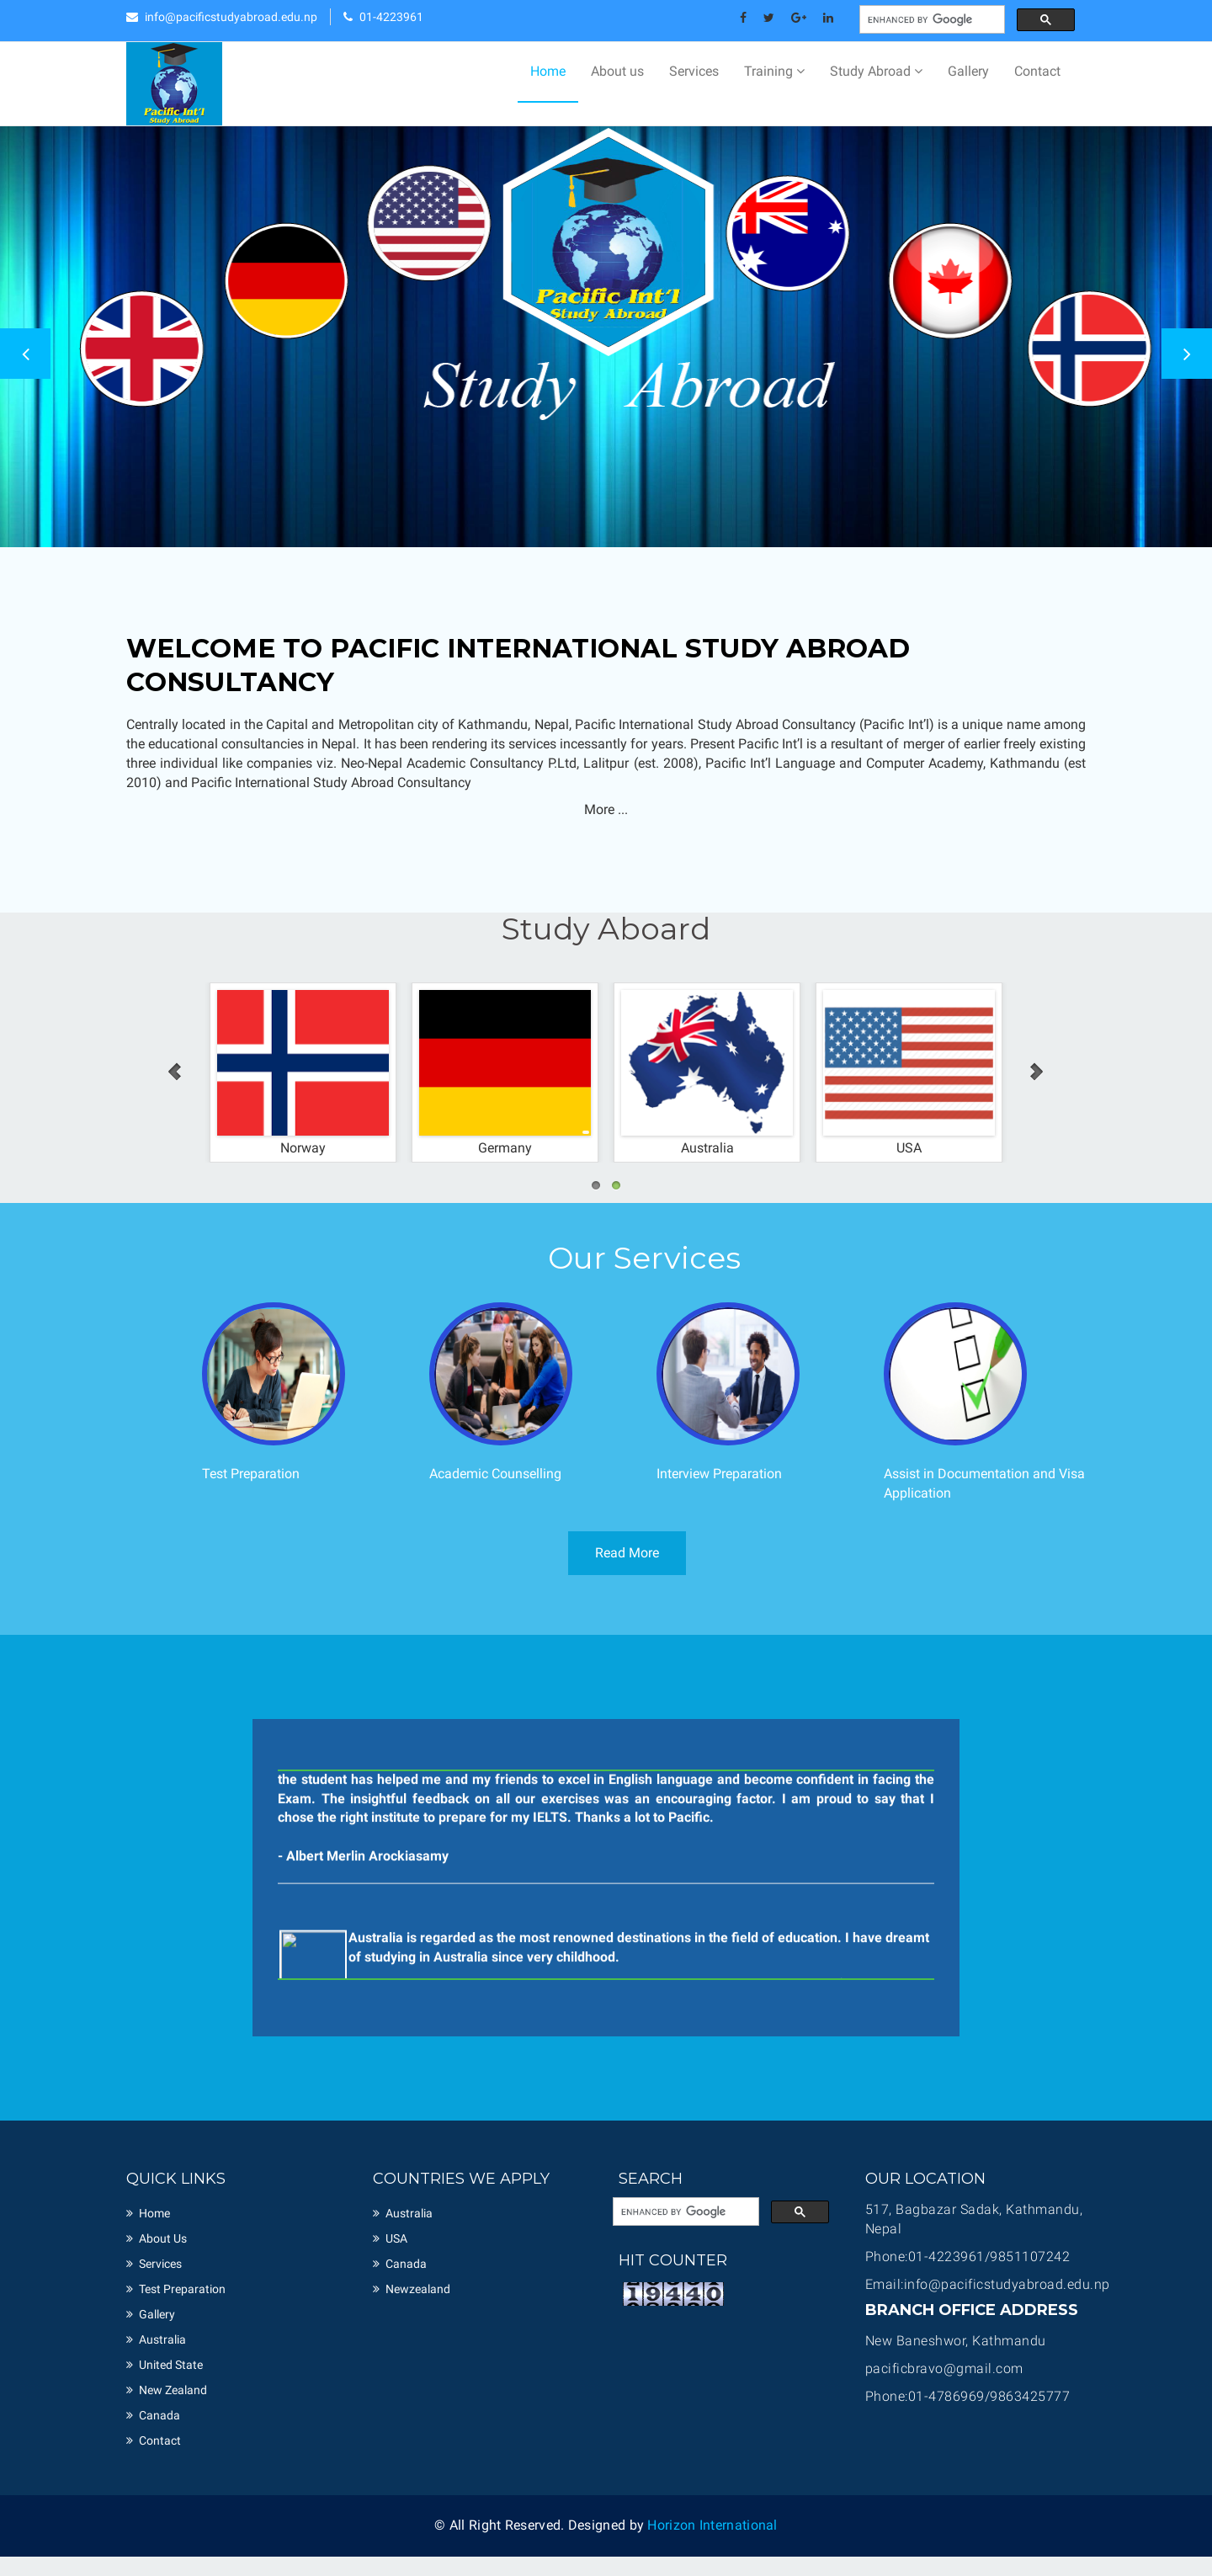 info@pacificstudyabroad.edu.np
01-4223961
ENHANCED BY Google
Pacific Int'l
Study Abroad
Home
About us
Services
Training
Study Abroad
Gallery
Contact
Pacific Int'l
Study Abroad
Study Abroad
WELCOME TO PACIFIC INTERNATIONAL STUDY ABROAD
CONSULTANCY
Centrally located in the Capital and Metropolitan city of Kathmandu, Nepal, Pacific International Study Abroad Consultancy (Pacific Int’l) is a unique name among
the educational consultancies in Nepal. It has been rendering its services incessantly for years. Present Pacific Int’l is a resultant of merger of earlier freely existing
three individual like companies viz. Neo-Nepal Academic Consultancy P.Ltd, Lalitpur (est. 2008), Pacific Int’l Language and Computer Academy, Kathmandu (est
2010) and Pacific International Study Abroad Consultancy
More ...
Study Aboard
Norway
Germany
Australia
USA
Our Services
Test Preparation
Academic Counselling
Interview Preparation
Assist in Documentation and Visa
Application
Read More
the student has helped me and my friends to excel in English language and become confident in facing the
Exam. The insightful feedback on all our exercises was an encouraging factor. I am proud to say that I
chose the right institute to prepare for my IELTS. Thanks a lot to Pacific.
- Albert Merlin Arockiasamy
Australia is regarded as the most renowned destinations in the field of education. I have dreamt
of studying in Australia since very childhood.
QUICK LINKS
Home
About Us
Services
Test Preparation
Gallery
Australia
United State
New Zealand
Canada
Contact
COUNTRIES WE APPLY
Australia
USA
Canada
Newzealand
SEARCH
ENHANCED BY Google
HIT COUNTER
19440
OUR LOCATION
517, Bagbazar Sadak, Kathmandu,
Nepal
Phone:01-4223961/9851107242
Email:info@pacificstudyabroad.edu.np
BRANCH OFFICE ADDRESS
New Baneshwor, Kathmandu
pacificbravo@gmail.com
Phone:01-4786969/9863425777
© All Right Reserved. Designed by Horizon International